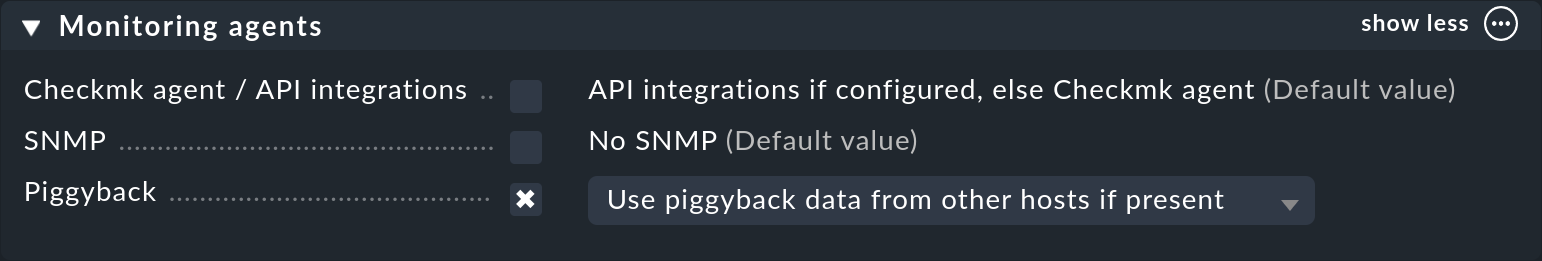 Monitoring agents show less
Checkmk agent / API integrations .. API integrations if configured, else Checkmk agent (Default value)
SNMP No SNMP (Default value)
Piggyback Use piggyback data from other hosts if present